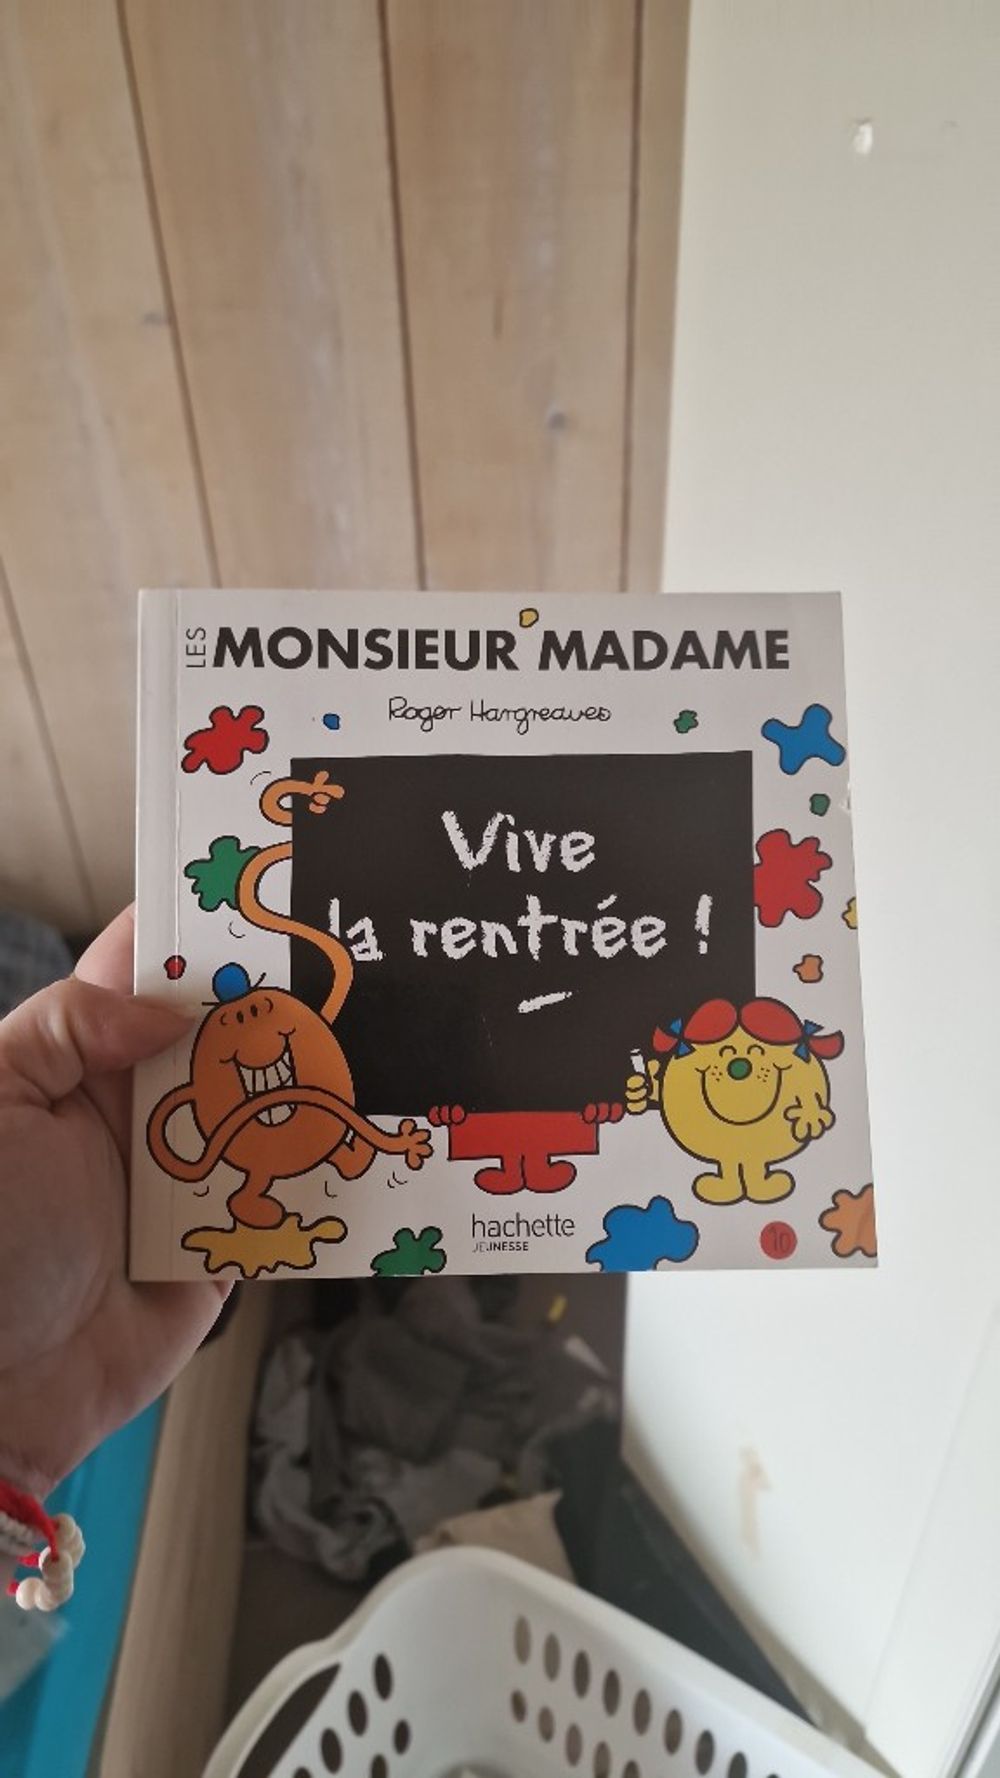 LES MONSIEUR MADAME
Roger Hargreaves
Vive
la rentrée !
hachette
JEUNESSE
10